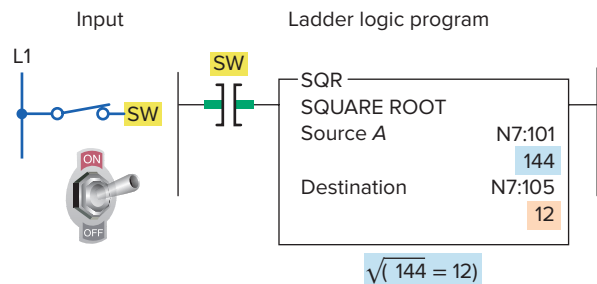 Input
Ladder logic program
L1
SW
SW
ON
OFF
SQR
SQUARE ROOT
Source A N7:101
144
Destination N7:105
12
√( 144 = 12)